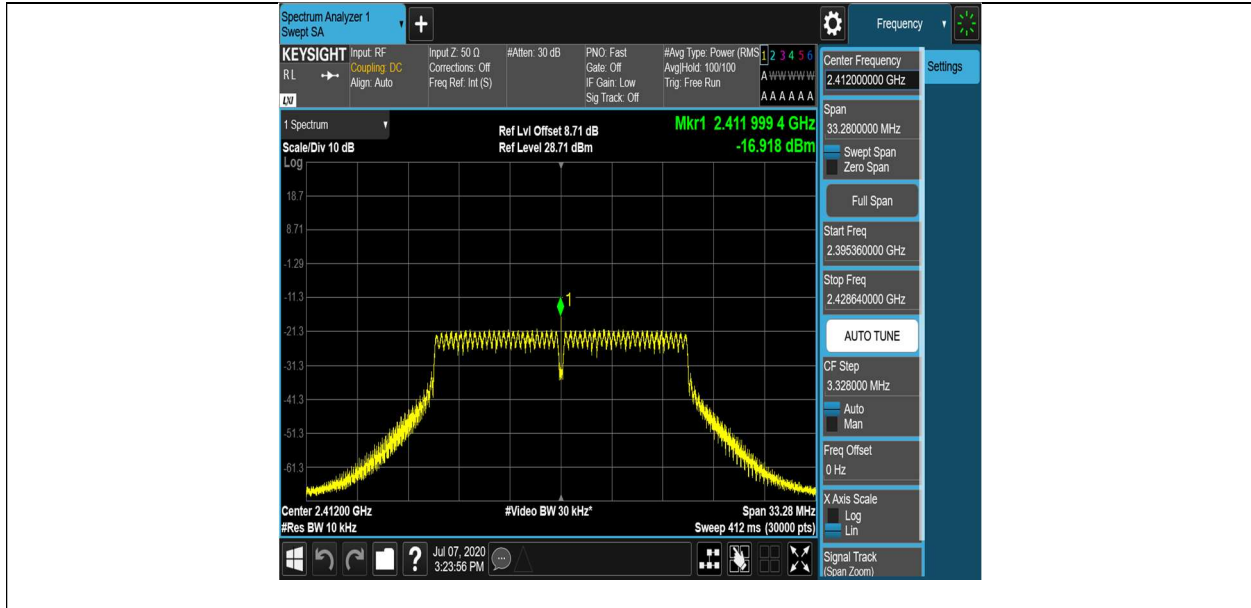 Spectrum Analyzer 1
Swept SA
+
Frequency
KEYSIGHT
RL
LXI
Input: RF
Coupling: DC
Align: Auto
Input Z: 50 Ω
Corrections: Off
Freq Ref: Int (S)
#Atten: 30 dB
PNO: Fast
Gate: Off
IF Gain: Low
Sig Track: Off
#Avg Type: Power (RMS
Avg|Hold: 100/100
Trig: Free Run
1 2 3 4 5 6
A W W W W W
A A A A A A
1 Spectrum
Scale/Div 10 dB
Ref Lvl Offset 8.71 dB
Ref Level 28.71 dBm
Mkr1 2.411 999 4 GHz
-16.918 dBm
Log
18.7
8.71
-1.29
-11.3
-21.3
-31.3
-41.3
-51.3
-61.3
1
Center 2.41200 GHz
#Res BW 10 kHz
#Video BW 30 kHz*
Span 33.28 MHz
Sweep 412 ms (30000 pts)
Center Frequency
2.412000000 GHz
Settings
Span
33.2800000 MHz
Swept Span
Zero Span
Full Span
Start Freq
2.395360000 GHz
Stop Freq
2.428640000 GHz
AUTO TUNE
CF Step
3.328000 MHz
Auto
Man
Freq Offset
0 Hz
X Axis Scale
Log
Lin
Signal Track
(Span Zoom)
?
Jul 07, 2020
3:23:56 PM